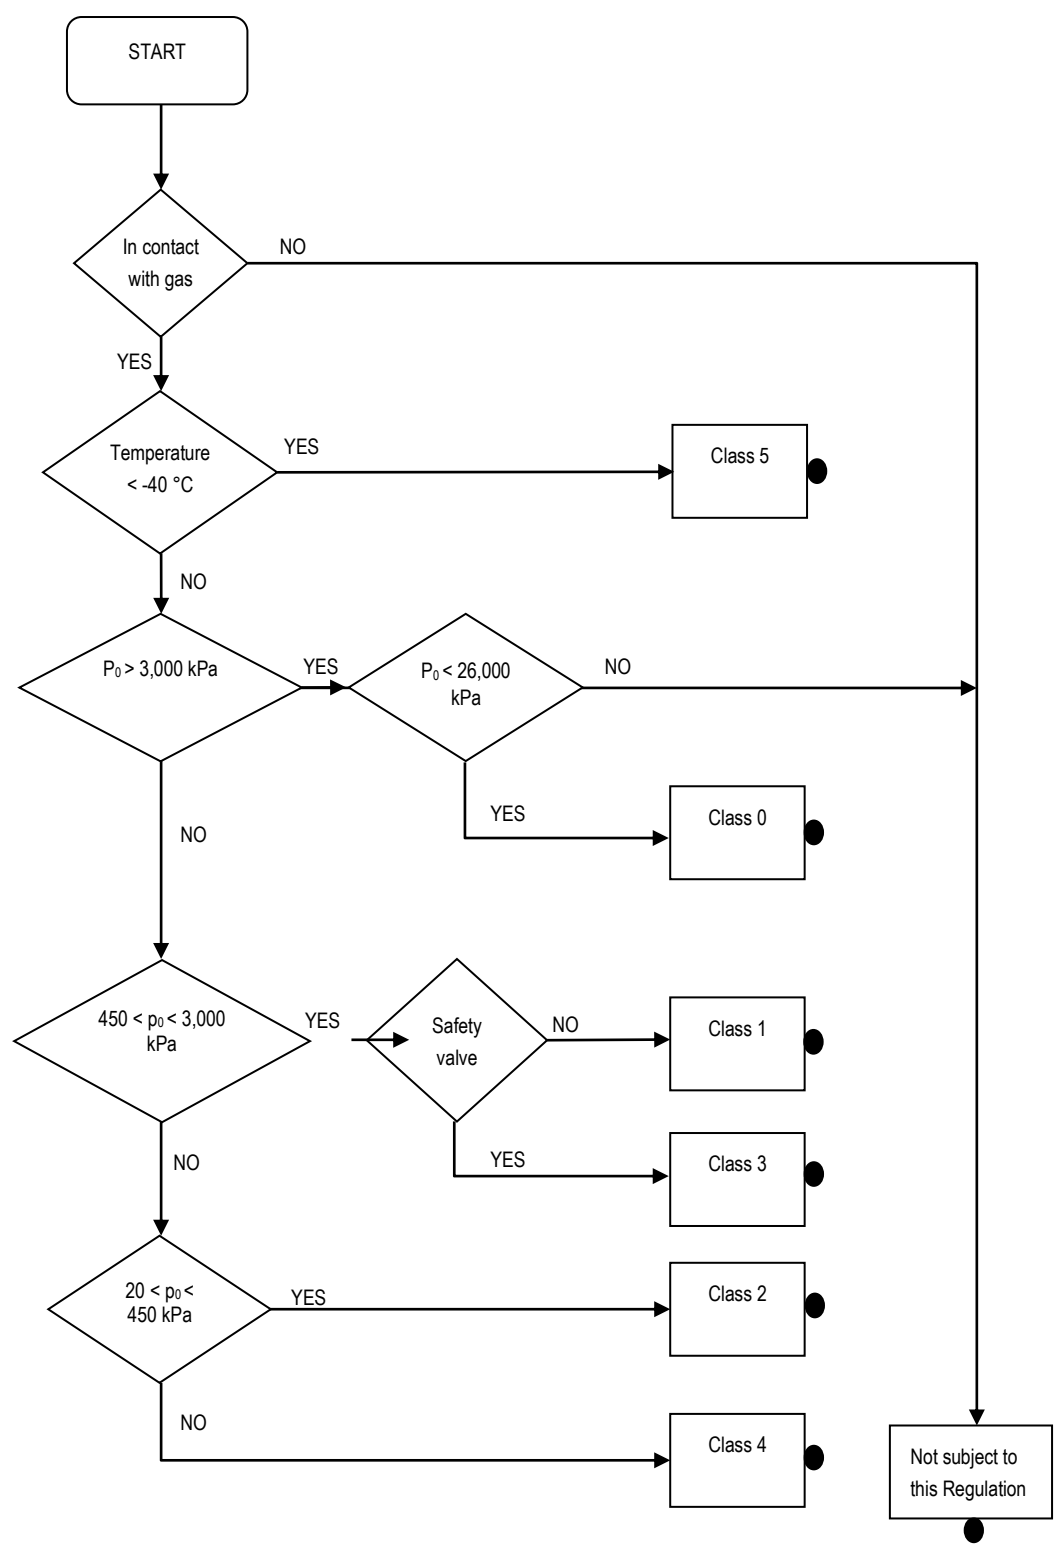 START
In contact
with gas
NO
YES
Temperature
< -40 °C
YES
Class 5
NO
P₀ > 3,000 kPa
YES
P₀ < 26,000
kPa
NO
YES
Class 0
NO
450 < p₀ < 3,000
kPa
YES
Safety
valve
NO
Class 1
YES
Class 3
NO
20 < p₀ <
450 kPa
YES
Class 2
NO
Class 4
Not subject to
this Regulation